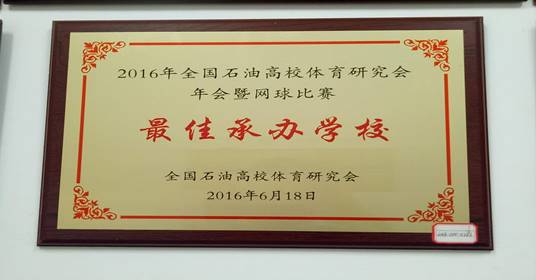 2016年全国石油高校体育研究会
年会暨网球比赛
最佳承办学校
全国石油高校体育研究会
2016年6月18日